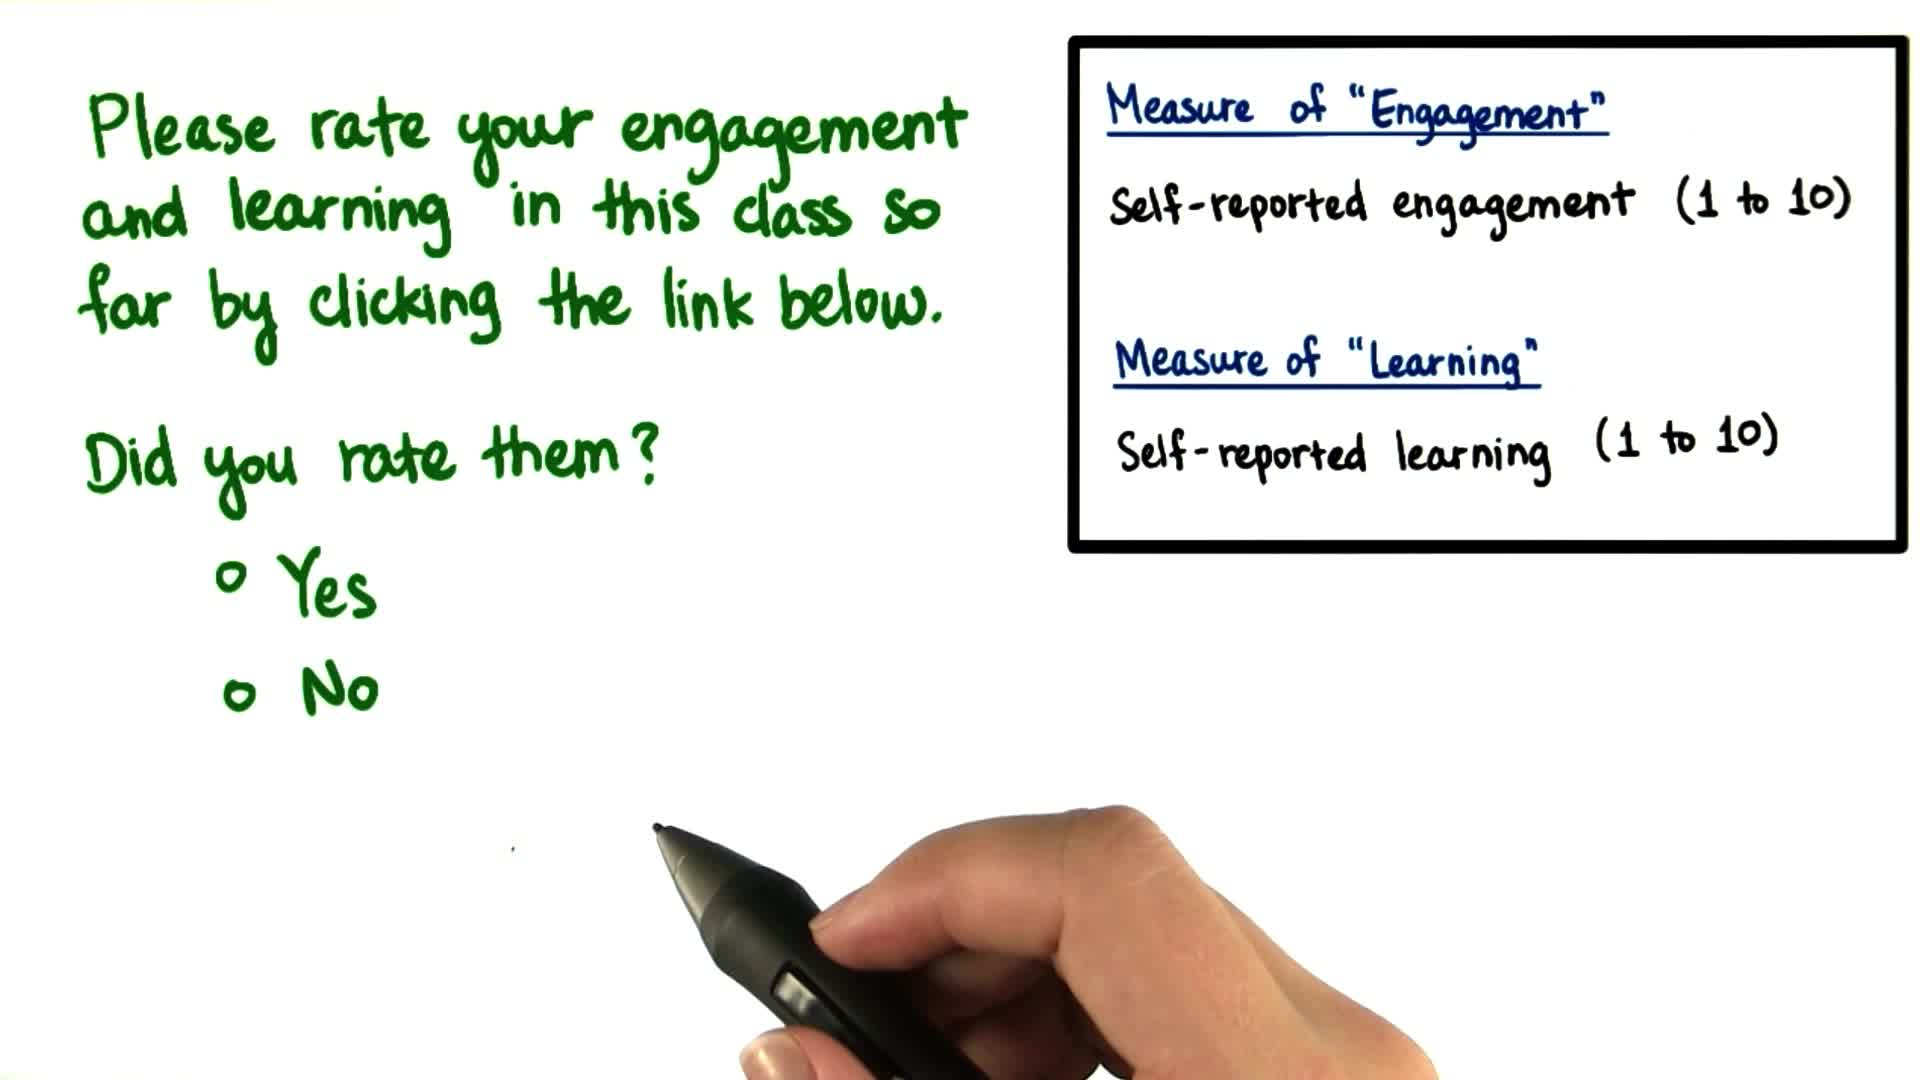 Please rate your engagement
and learning in this class so
far by clicking the link below.
Did you rate them?
Yes
No
Measure of "Engagement"
Self-reported engagement (1 to 10)
Measure of "Learning"
Self-reported learning (1 to 10)